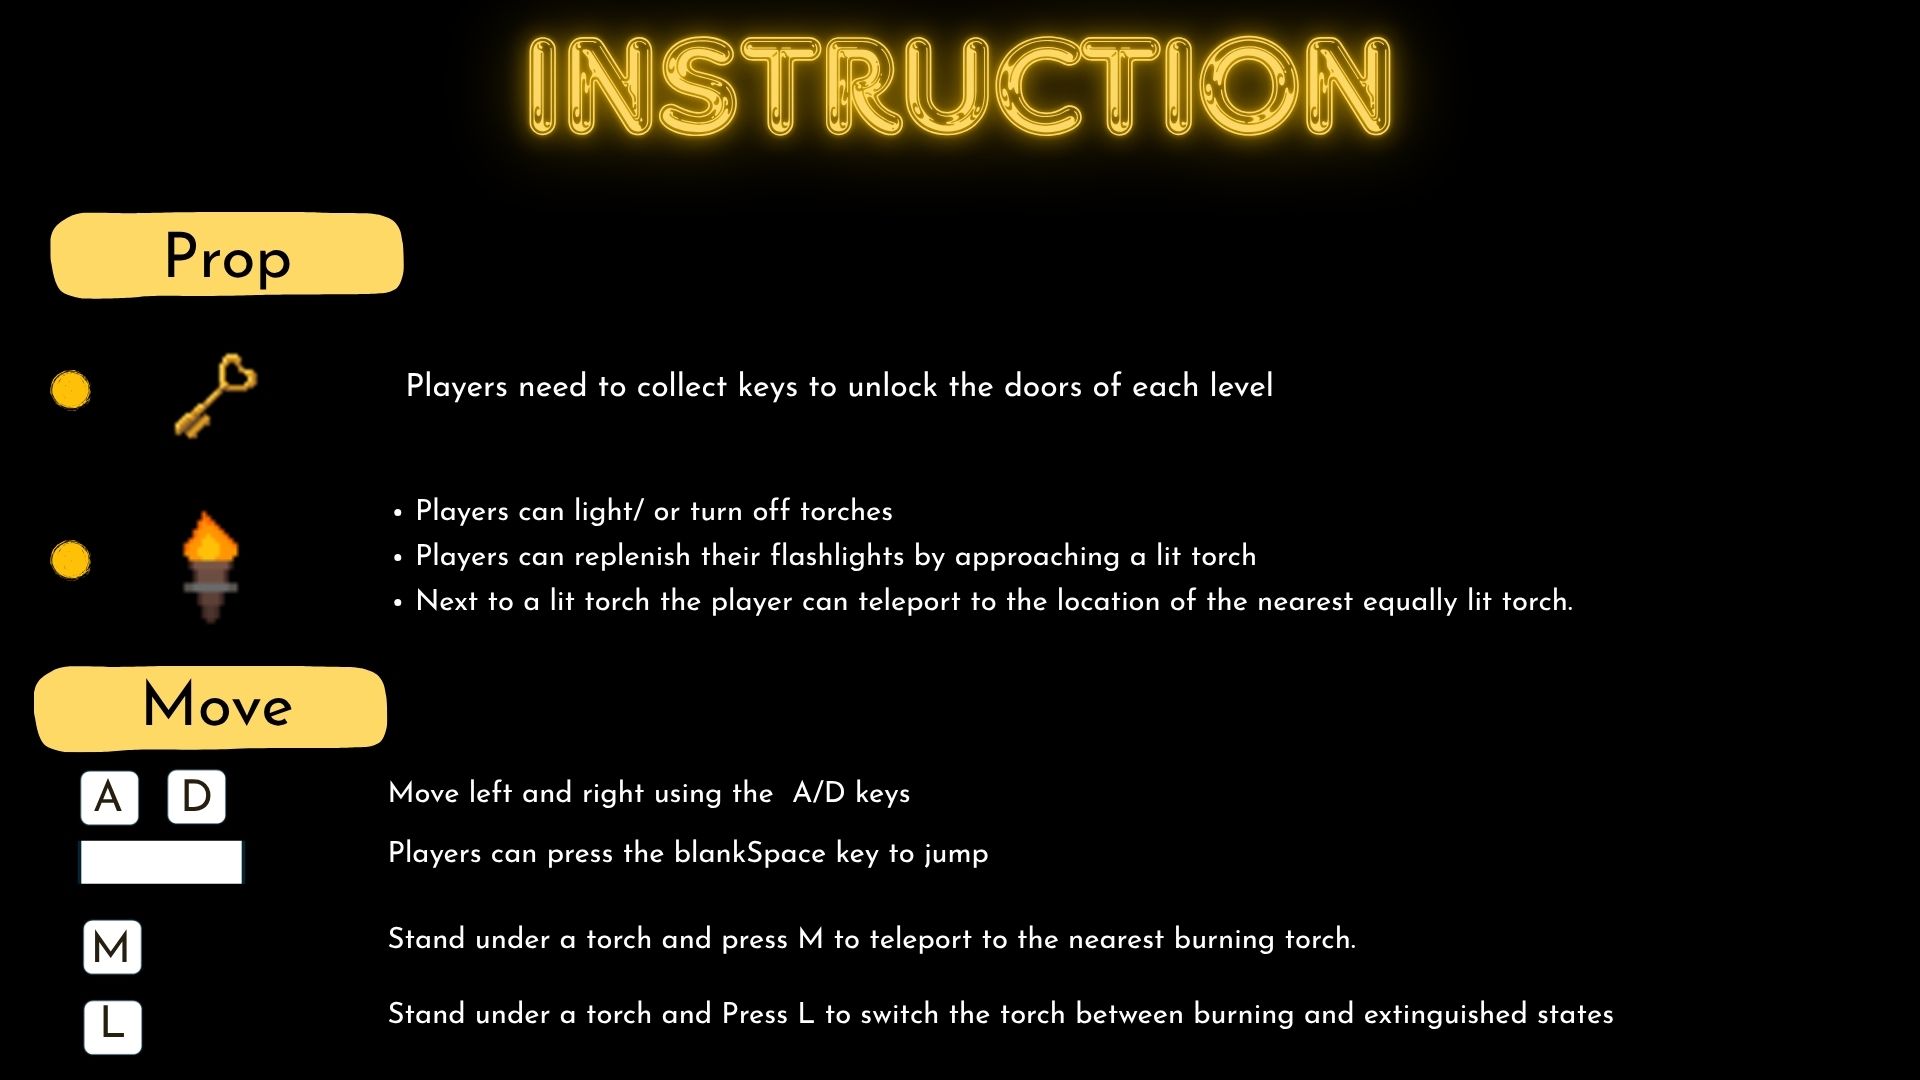 INSTRUCTION
Prop
Players need to collect keys to unlock the doors of each level
• Players can light/ or turn off torches
• Players can replenish their flashlights by approaching a lit torch
• Next to a lit torch the player can teleport to the location of the nearest equally lit torch.
Move
A D Move left and right using the  A/D keys
Players can press the blankSpace key to jump
M Stand under a torch and press M to teleport to the nearest burning torch.
L Stand under a torch and Press L to switch the torch between burning and extinguished states